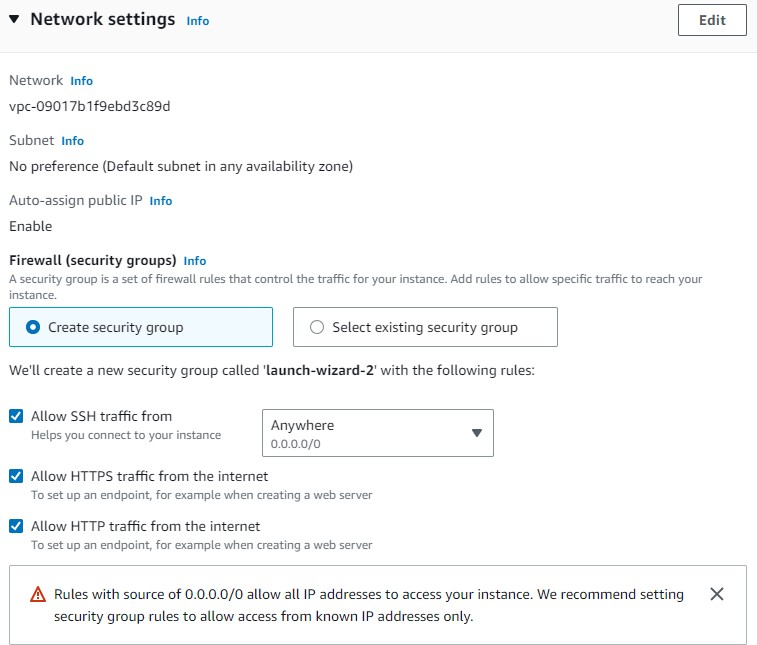 Network settings Info
Edit
Network Info
vpc-09017b1f9ebd3c89d
Subnet Info
No preference (Default subnet in any availability zone)
Auto-assign public IP Info
Enable
Firewall (security groups) Info
A security group is a set of firewall rules that control the traffic for your instance. Add rules to allow specific traffic to reach your
instance.
Create security group
Select existing security group
We'll create a new security group called 'launch-wizard-2' with the following rules:
Allow SSH traffic from
Helps you connect to your instance
Anywhere
0.0.0.0/0
Allow HTTPS traffic from the internet
To set up an endpoint, for example when creating a web server
Allow HTTP traffic from the internet
To set up an endpoint, for example when creating a web server
Rules with source of 0.0.0.0/0 allow all IP addresses to access your instance. We recommend setting
security group rules to allow access from known IP addresses only.